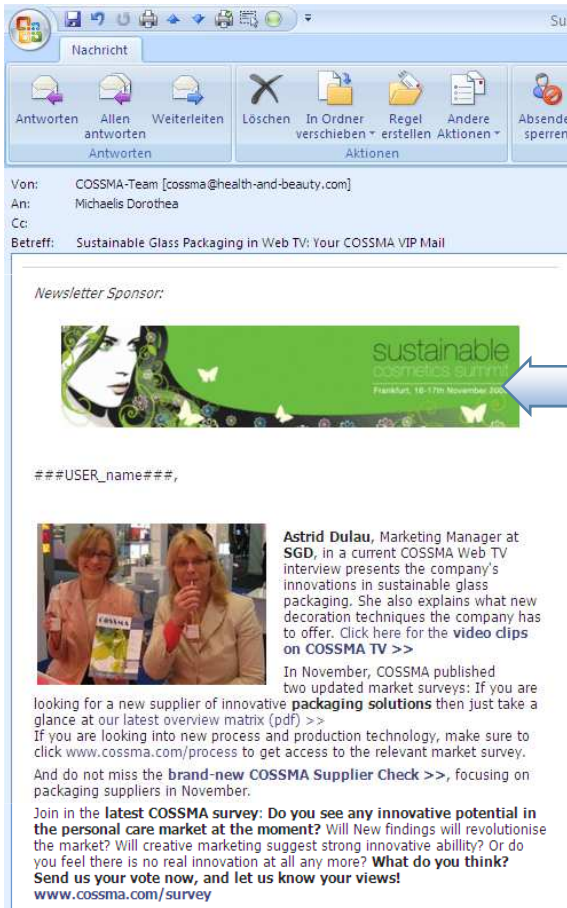 Su
Nachricht
Antworten Allen antworten Weiterleiten Löschen In Ordner verschieben Regel erstellen Andere Aktionen Absende sperren
Antworten Aktionen
Von: COSSMA-Team [cossma@health-and-beauty.com]
An: Michaelis Dorothea
Cc:
Betreff: Sustainable Glass Packaging in Web TV: Your COSSMA VIP Mail
Newsletter Sponsor:
sustainable
cosmetics summit
Frankfurt, 16-17th November 200
###USER_name###,
COSSMA
Astrid Dulau, Marketing Manager at
SGD, in a current COSSMA Web TV
interview presents the company's
innovations in sustainable glass
packaging. She also explains what new
decoration techniques the company has
to offer. Click here for the video clips
on COSSMA TV >>
In November, COSSMA published
two updated market surveys: If you are
looking for a new supplier of innovative packaging solutions then just take a
glance at our latest overview matrix (pdf) >>
If you are looking into new process and production technology, make sure to
click www.cossma.com/process to get access to the relevant market survey.
And do not miss the brand-new COSSMA Supplier Check >>, focusing on
packaging suppliers in November.
Join in the latest COSSMA survey: Do you see any innovative potential in
the personal care market at the moment? Will New findings will revolutionise
the market? Will creative marketing suggest strong innovative abillity? Or do
you feel there is no real innovation at all any more? What do you think?
Send us your vote now, and let us know your views!
www.cossma.com/survey